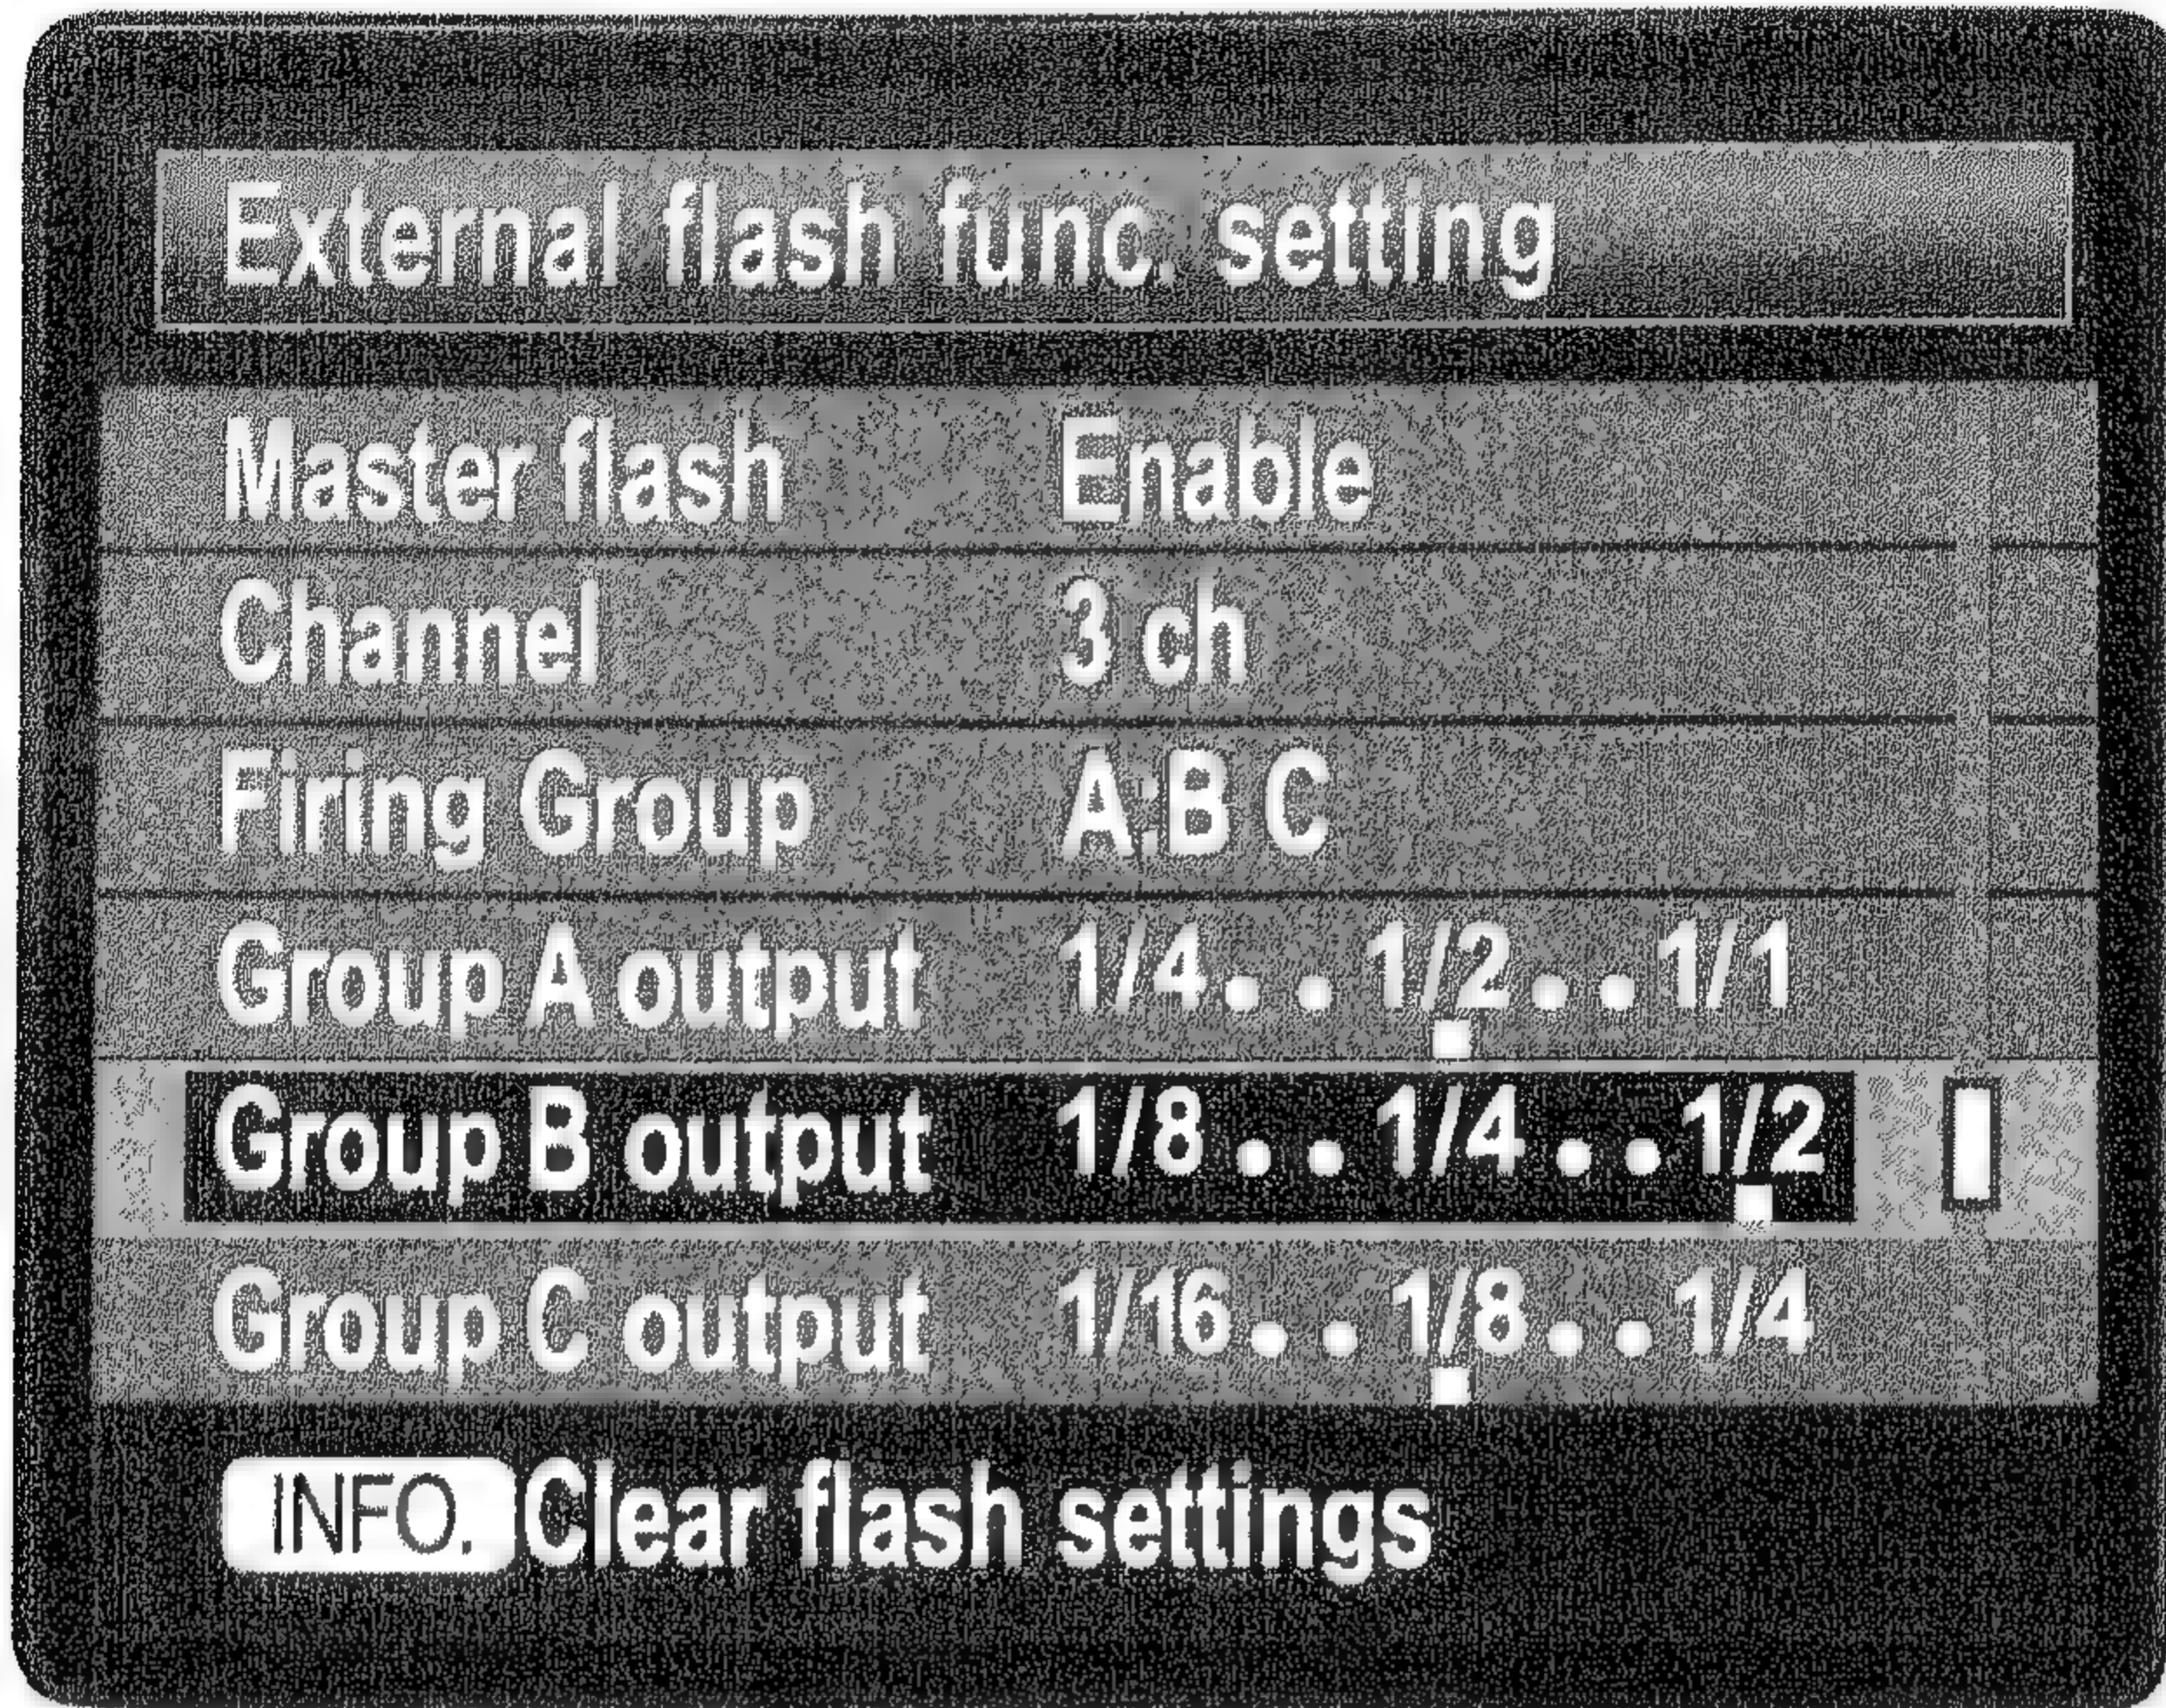 External flash func. setting
Master flash Enable
Channel 3 ch
Firing Group A:B C
Group A output 1/4 . . 1/2 . . 1/1
Group B output 1/8 . . 1/4 . . 1/2
Group C output 1/16 . . 1/8 . . 1/4
INFO. Clear flash settings